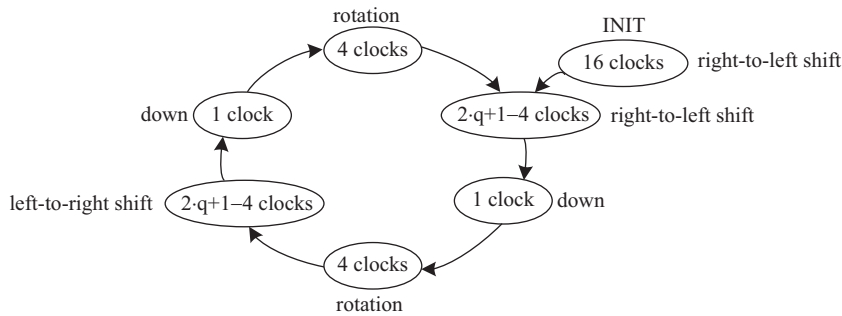 rotation
4 clocks
INIT
16 clocks
right-to-left shift
down
1 clock
2·q+1–4 clocks
right-to-left shift
left-to-right shift
2·q+1–4 clocks
1 clock
down
4 clocks
rotation